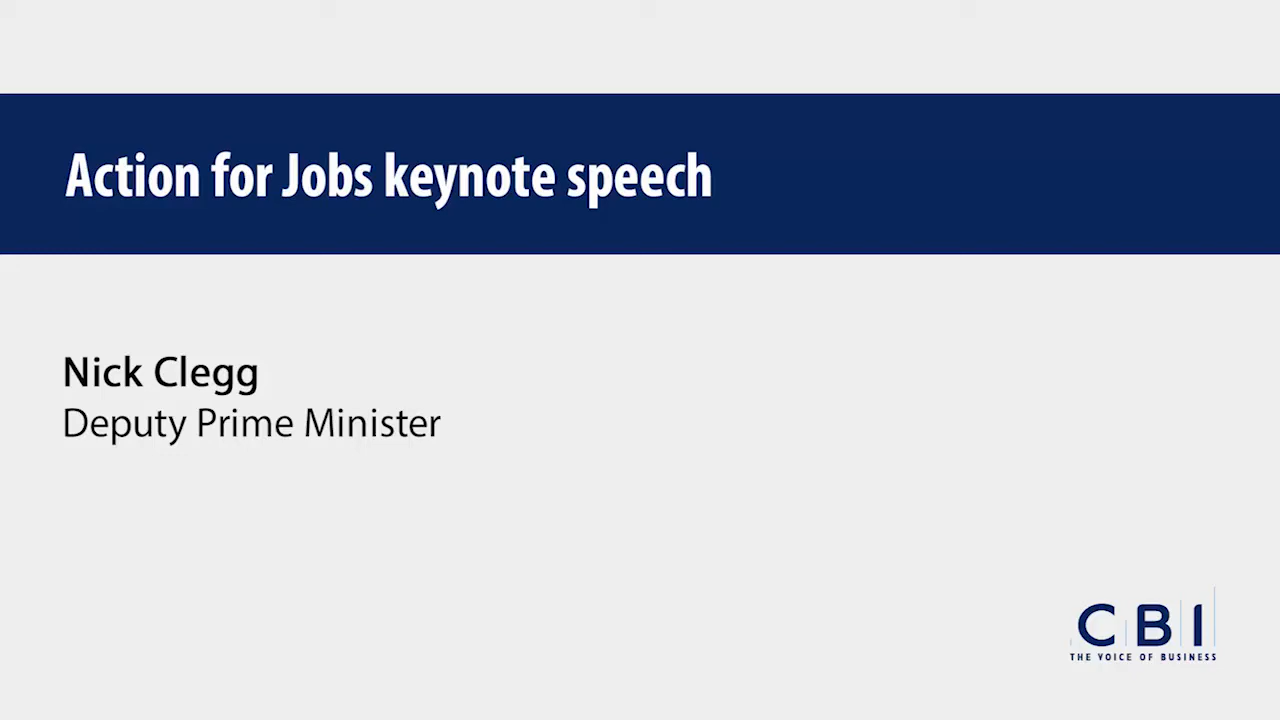 Action for Jobs keynote speech
Nick Clegg
Deputy Prime Minister
CBI
THE VOICE OF BUSINESS